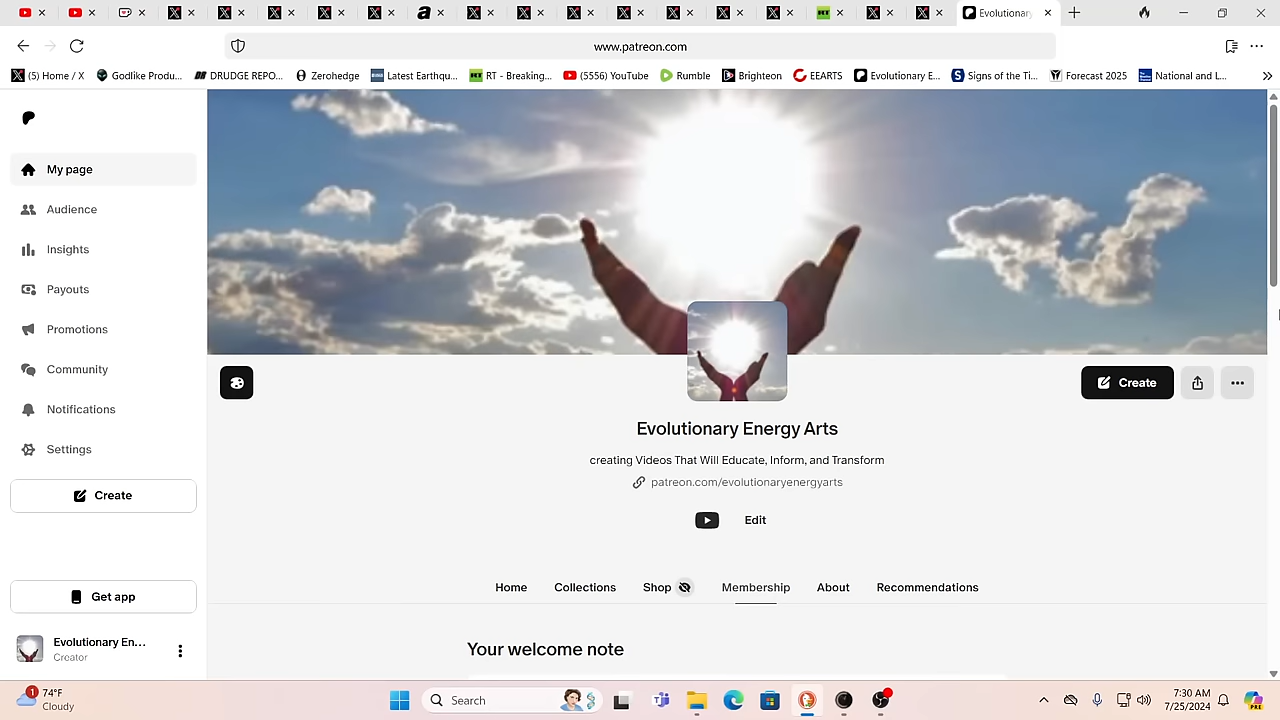 Evolutionary
www.patreon.com
(5) Home / X
Godlike Produ...
DRUDGE REPO...
Zerohedge
Latest Earthqu...
RT - Breaking...
(5556) YouTube
Rumble
Brighteon
EEARTS
Evolutionary E...
Signs of the Ti...
Forecast 2025
National and L...
My page
Audience
Insights
Payouts
Promotions
Community
Notifications
Settings
Create
Get app
Evolutionary En...
Creator
Create
Evolutionary Energy Arts
creating Videos That Will Educate, Inform, and Transform
patreon.com/evolutionaryenergyarts
Edit
Home
Collections
Shop
Membership
About
Recommendations
Your welcome note
1
74°F
Search
7:30 AM
7/25/2024